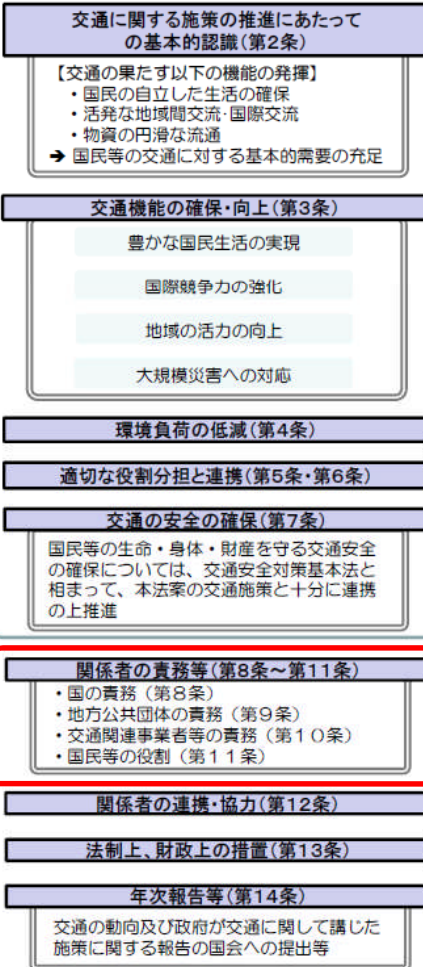 交通に関する施策の推進にあたって
の基本的認識(第2条)
【交通の果たす以下の機能の発揮】
・国民の自立した生活の確保
・活発な地域間交流・国際交流
・物資の円滑な流通
➔ 国民等の交通に対する基本的需要の充足
交通機能の確保・向上(第3条)
豊かな国民生活の実現
国際競争力の強化
地域の活力の向上
大規模災害への対応
環境負荷の低減(第4条)
適切な役割分担と連携(第5条・第6条)
交通の安全の確保(第7条)
国民等の生命・身体・財産を守る交通安全
の確保については、交通安全対策基本法と
相まって、本法案の交通施策と十分に連携
の上推進
関係者の責務等(第8条～第11条)
・国の責務（第8条）
・地方公共団体の責務（第9条）
・交通関連事業者等の責務（第１０条）
・国民等の役割（第１１条）
関係者の連携・協力(第12条)
法制上、財政上の措置(第13条)
年次報告等(第14条)
交通の動向及び政府が交通に関して講じた
施策に関する報告の国会への提出等